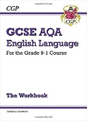 CGP
GCSE AQA
English Language
For the Grade 9-1 Course
The Workbook